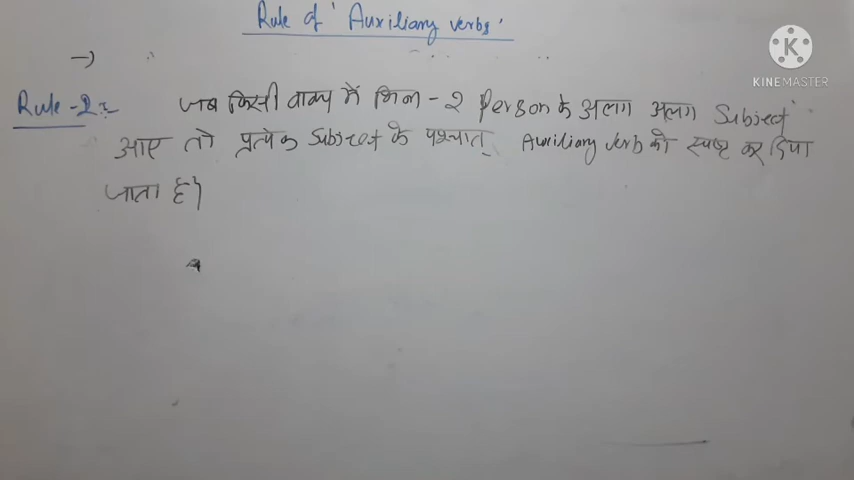 Rule of 'Auxiliary verbs'
KINEMASTER
Rule-2:- जब किसी वाक्य में भिन्न-2 Person के अलग अलग Subject
आए तो प्रत्येक Subject के पश्चात् Auxiliary verb को स्पष्ट कर दिया
जाता है।